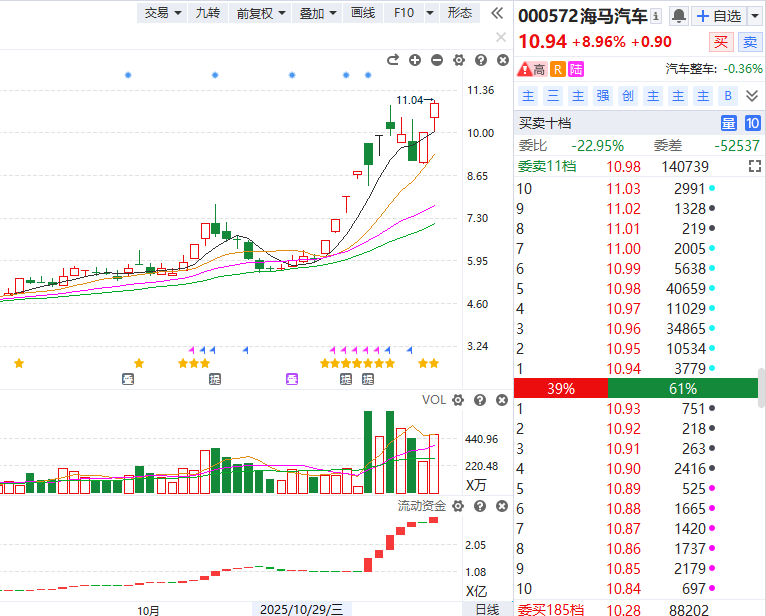 交易 九转 前复权 叠加 画线 F10 形态
000572海马汽车 自选
10.94 +8.96% +0.90 买 卖
高 R 陆 汽车整车: -0.36%
主 三 主 强 创 主 主 主 B
买卖十档 量 10
委比 -22.95% 委差 -52537
委卖11档 10.98 140739
10 11.03 2991
9 11.02 1328
8 11.01 219
7 11.00 2005
6 10.99 5638
5 10.98 40659
4 10.97 11029
3 10.96 34865
2 10.95 10534
1 10.94 3779
39% 61%
1 10.93 751
2 10.92 218
3 10.91 263
4 10.90 2416
5 10.89 525
6 10.88 1665
7 10.87 1420
8 10.86 1737
9 10.85 2179
10 10.84 697
委买185档 10.28 88202
11.04
11.36
10.00
8.65
7.30
5.95
4.60
3.24
VOL
440.96
220.48
X万
流动资金
2.05
1.08
X亿
10月 2025/10/29/三 日线